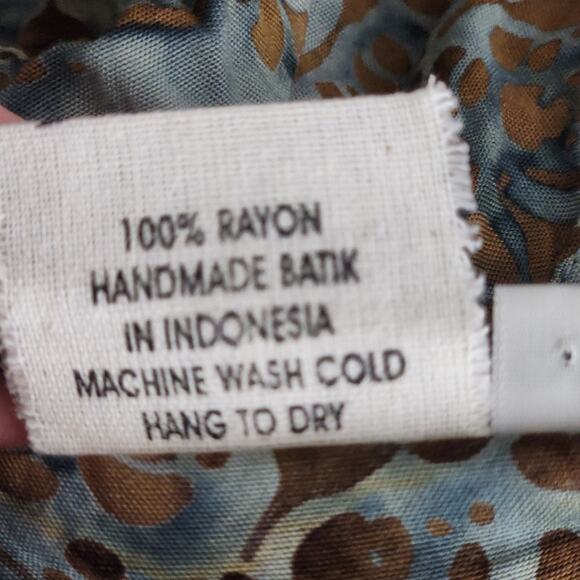 100% RAYON
HANDMADE BATIK
IN INDONESIA
MACHINE WASH COLD
HANG TO DRY